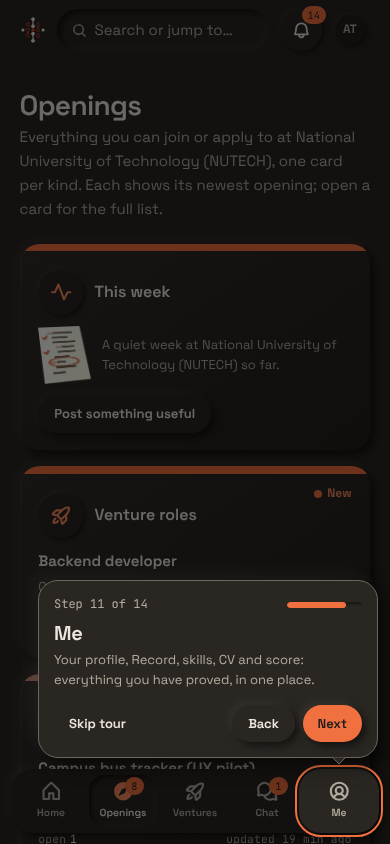 Search or jump to...
14
AT
Openings
Everything you can join or apply to at National
University of Technology (NUTECH), one card
per kind. Each shows its newest opening; open a
card for the full list.
This week
A quiet week at National University of
Technology (NUTECH) so far.
Post something useful
New
Venture roles
Backend developer
Step 11 of 14
Me
Your profile, Record, skills, CV and score:
everything you have proved, in one place.
Skip tour
Back
Next
Campus bus tracker (UX pilot)
8
1
Home
Openings
Ventures
Chat
Me
open 1
updated 19 min ago